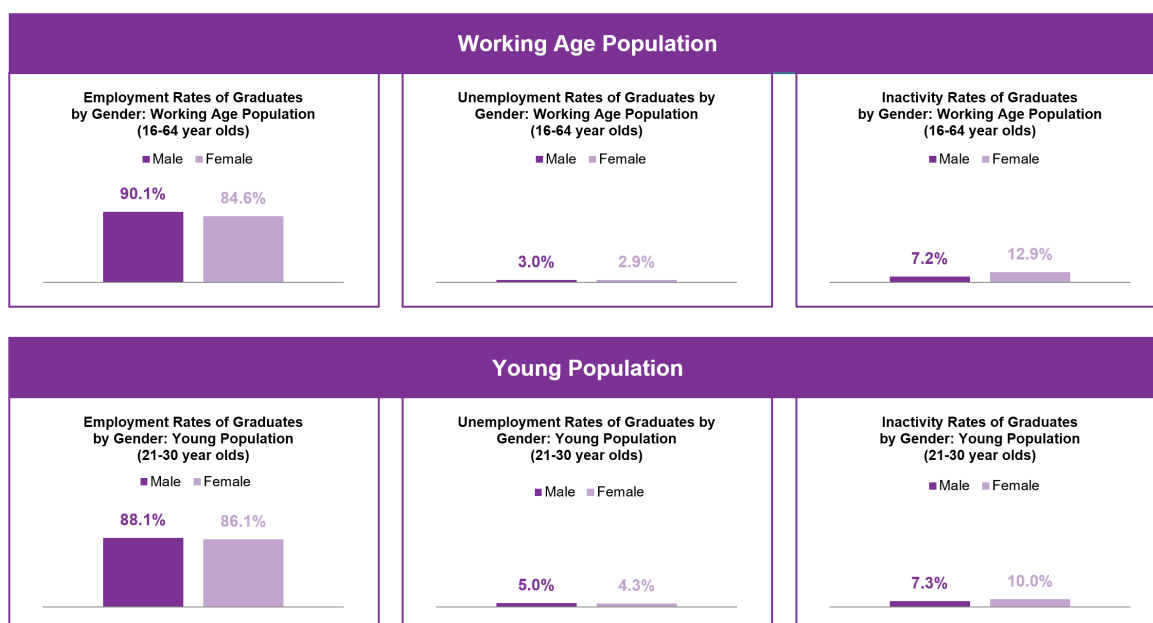 Working Age Population
Employment Rates of Graduates
by Gender: Working Age Population
(16-64 year olds)
Male Female
90.1%
84.6%
Unemployment Rates of Graduates by
Gender: Working Age Population
(16-64 year olds)
Male Female
3.0%
2.9%
Inactivity Rates of Graduates
by Gender: Working Age Population
(16-64 year olds)
Male Female
7.2%
12.9%
Young Population
Employment Rates of Graduates
by Gender: Young Population
(21-30 year olds)
Male Female
88.1%
86.1%
Unemployment Rates of Graduates by
Gender: Young Population
(21-30 year olds)
Male Female
5.0%
4.3%
Inactivity Rates of Graduates
by Gender: Young Population
(21-30 year olds)
Male Female
7.3%
10.0%